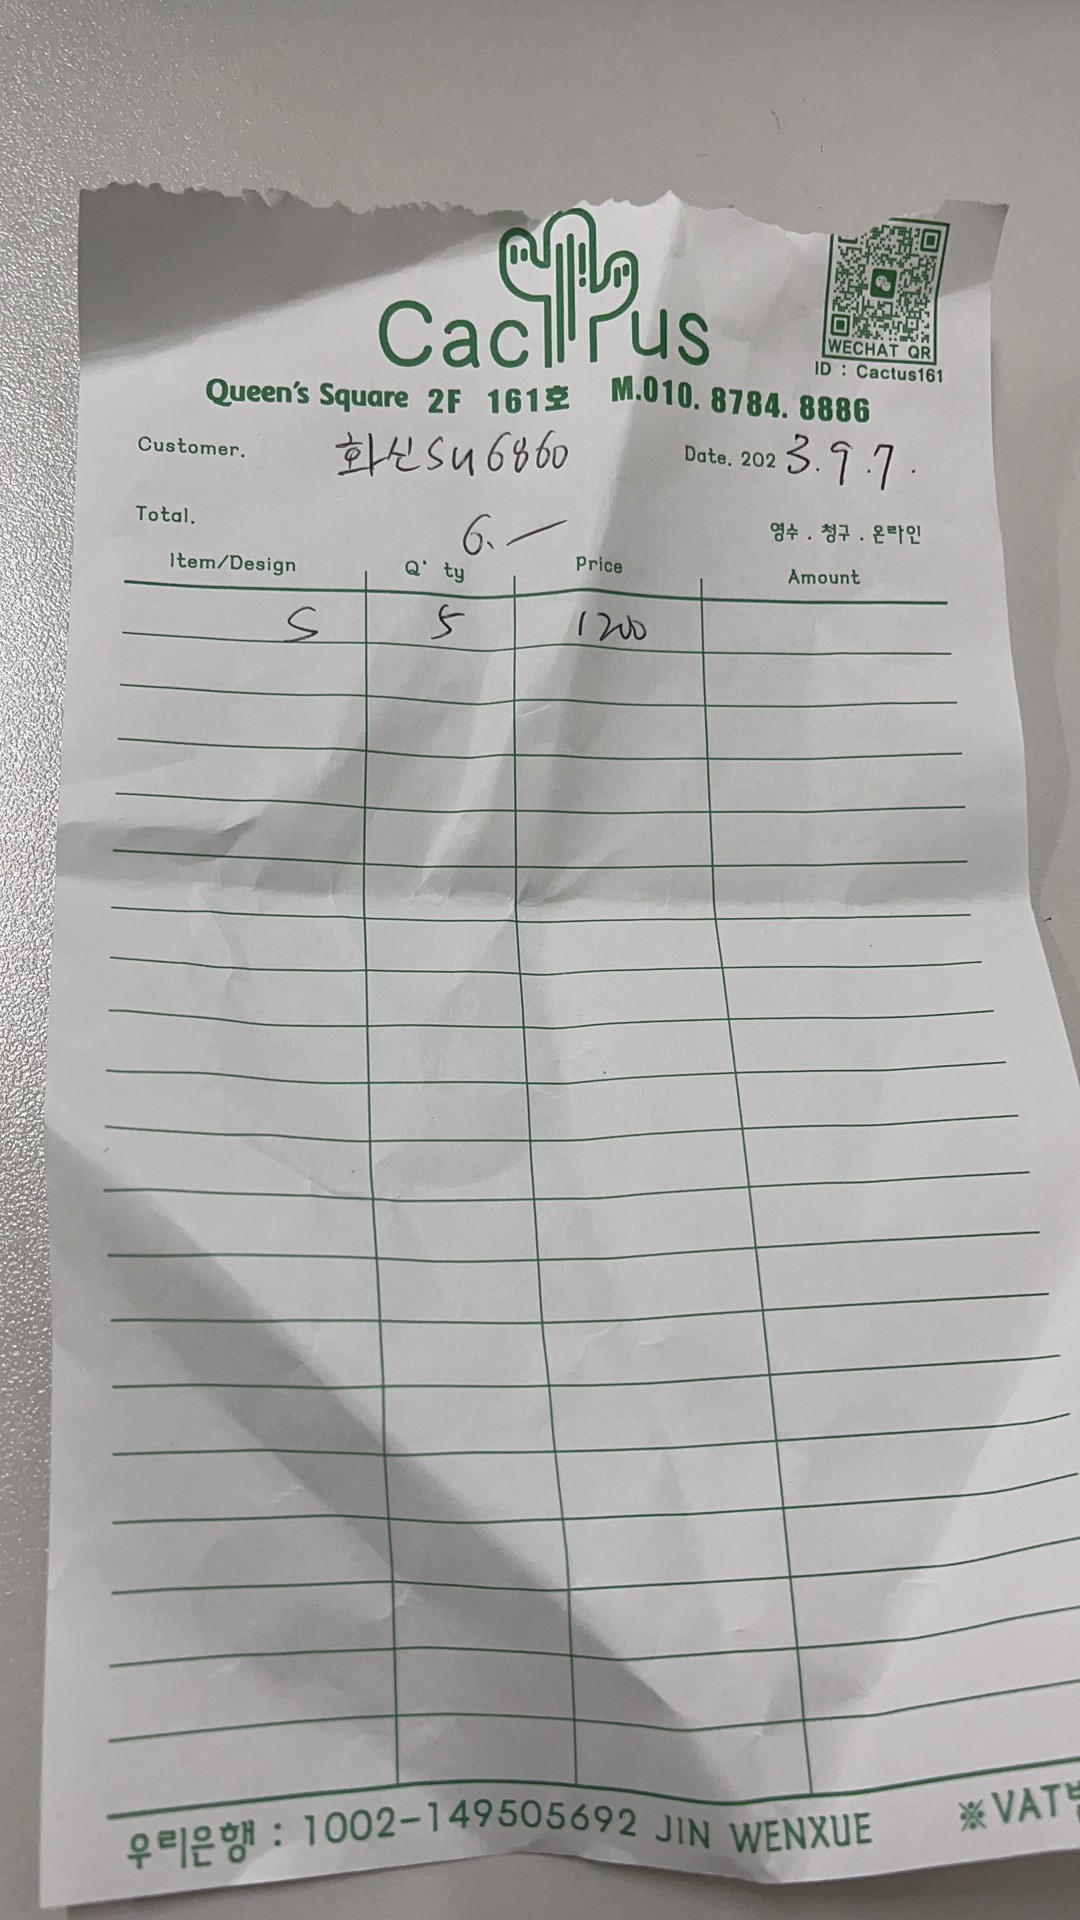 Cactus
WECHAT QR
ID : Cactus161
Queen's Square 2F 161호 M.010. 8784. 8886
Customer. 화신su6860 Date. 2023.9.7.
Total. 6.—
영수 . 청구 . 온라인
Item/Design Q'ty Price Amount
S 5 1200
우리은행 : 1002-149505692 JIN WENXUE ※VAT